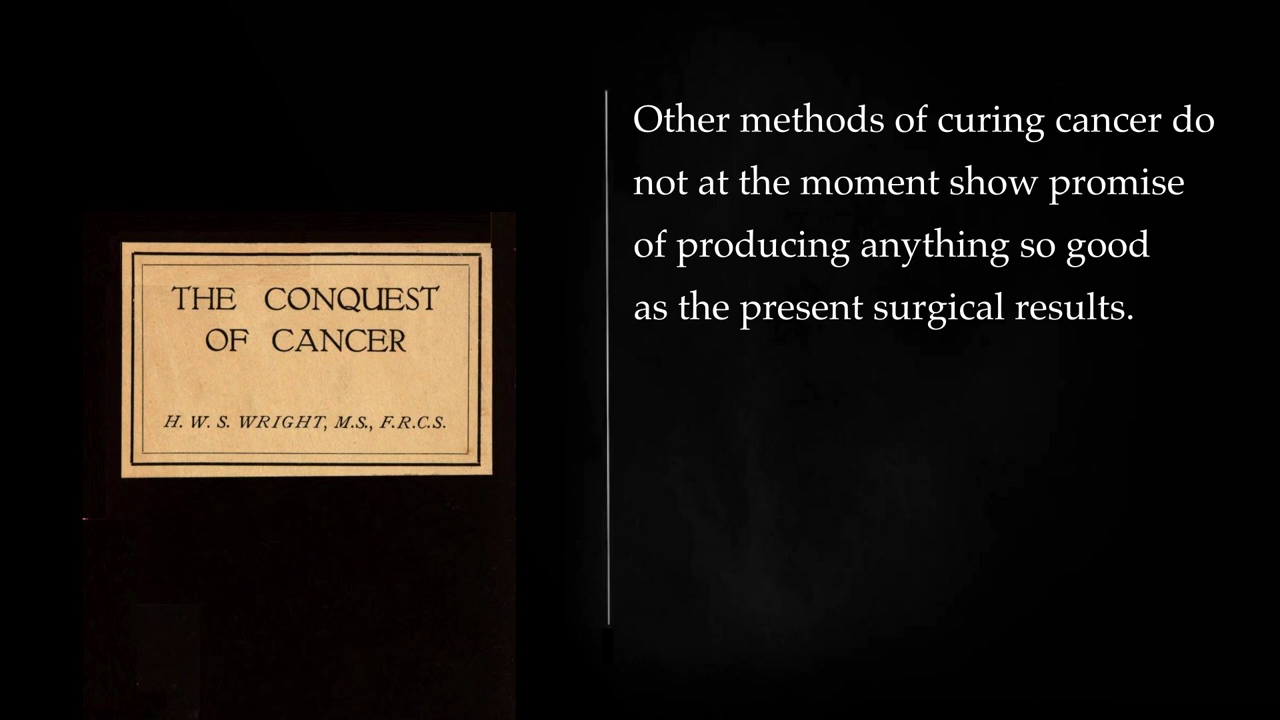 THE CONQUEST
OF CANCER
H. W. S. WRIGHT, M.S., F.R.C.S.
Other methods of curing cancer do
not at the moment show promise
of producing anything so good
as the present surgical results.